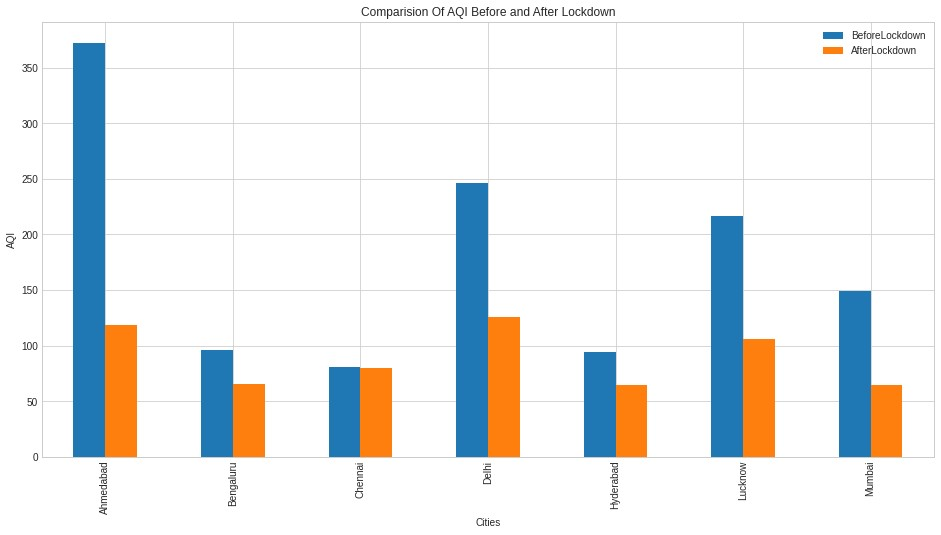 Comparision Of AQI Before and After Lockdown
BeforeLockdown
AfterLockdown
350
300
250
200
150
100
50
0
AQI
Ahmedabad
Bengaluru
Chennai
Delhi
Hyderabad
Lucknow
Mumbai
Cities